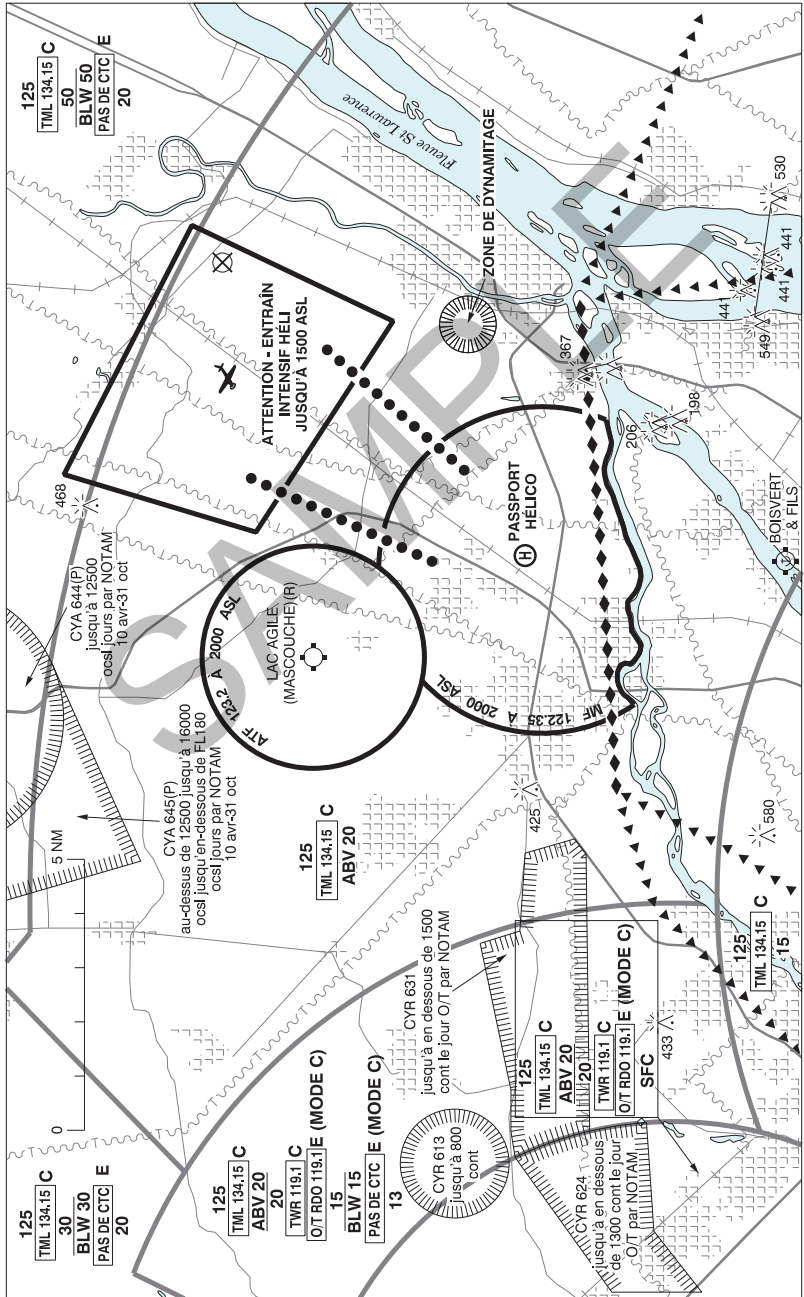 125
TML 134.15 C
30
BLW 30
PAS DE CTC E
20
0
5 NM
CYA 645(P)
au-dessus de 12500 jusqu'à 16000
ocsl jusqu'en-dessous de FL180
ocsl jours par NOTAM
10 avr-31 oct
CYA 644(P)
jusqu'à 12500
ocsl jours par NOTAM
10 avr-31 oct
468
125
TML 134.15 C
50
BLW 50
PAS DE CTC E
20
125
TML 134.15 C
ABV 20
20
TWR 119.1 C
O/T RDO 119.1 E (MODE C)
15
BLW 15
PAS DE CTC E (MODE C)
13
125
TML 134.15 C
ABV 20
ATF 123.2 À 2000 ASL
LAC AGILE
(MASCOUCHE) (R)
ATTENTION - ENTRAÎN
INTENSIF HÉLI
JUSQU'À 1500 ASL
Fleuve St Lawrence
CYR 613
jusqu'à 800
cont
CYR 631
jusqu'à en dessous de 1500
cont le jour O/T par NOTAM
MF 122.35 À 2000 ASL
H
PASSPORT
HÉLICO
ZONE DE DYNAMITAGE
425
125
TML 134.15 C
ABV 20
20
TWR 119.1 C
O/T RDO 119.1 E (MODE C)
SFC
CYR 624
jusqu'à en dessous
de 1300 cont le jour
O/T par NOTAM
433
125
TML 134.15 C
15
580
BOISVERT
& FILS
206
198
367
549
441
441
441
530
SAMPLE